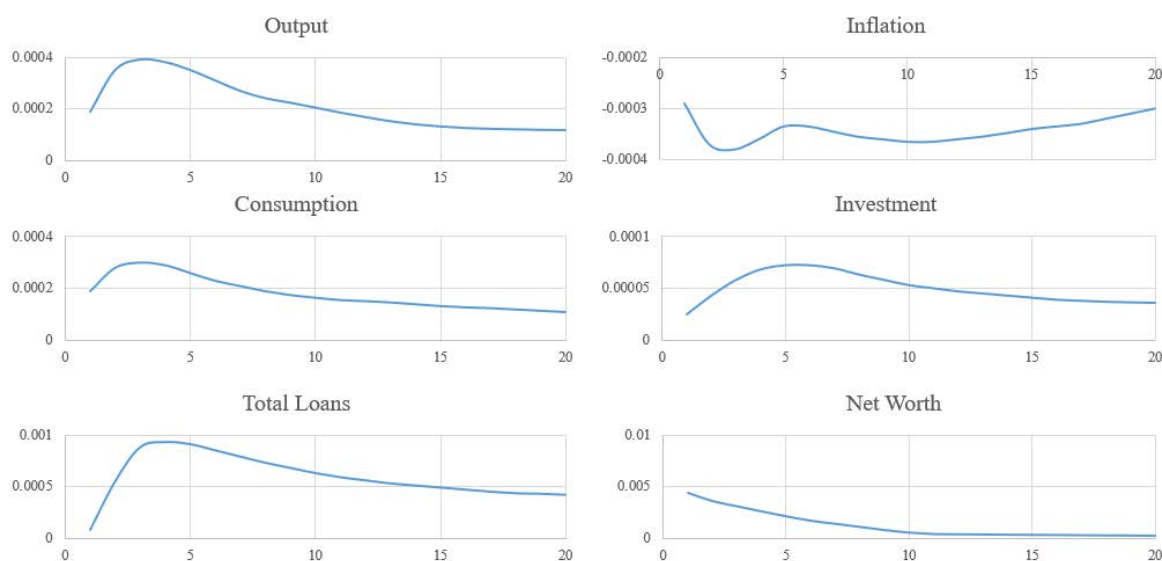 Output
0.0004
0.0002
0
0 5 10 15 20
Inflation
-0.0002
0 5 10 15 20
-0.0003
-0.0004
Consumption
0.0004
0.0002
0
0 5 10 15 20
Investment
0.0001
0.00005
0
0 5 10 15 20
Total Loans
0.001
0.0005
0
0 5 10 15 20
Net Worth
0.01
0.005
0
0 5 10 15 20